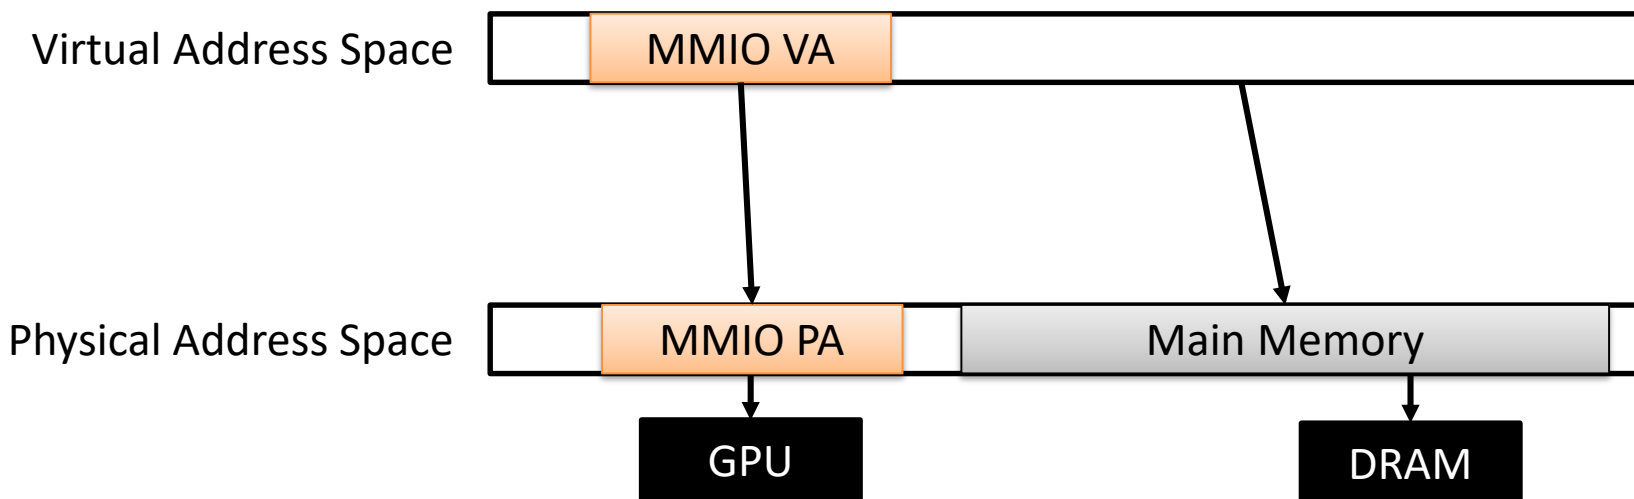 Virtual Address Space
MMIO VA
Physical Address Space
MMIO PA
Main Memory
GPU
DRAM